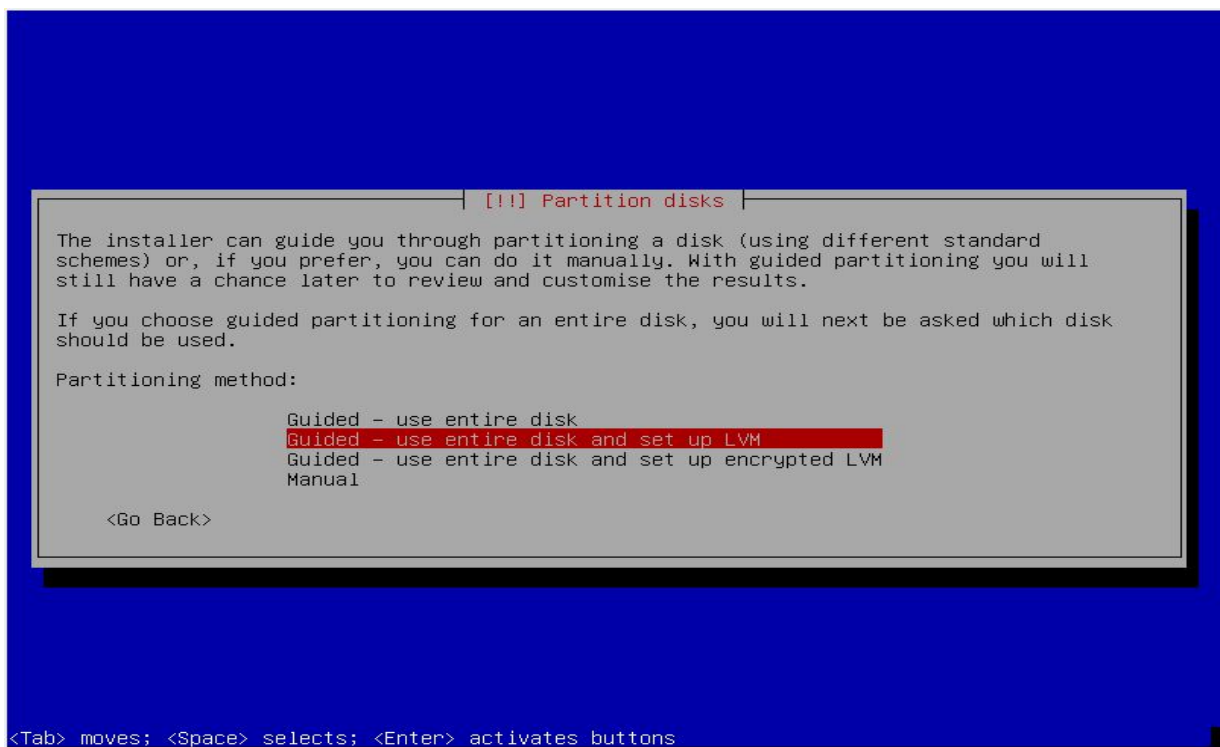 [!!] Partition disks
The installer can guide you through partitioning a disk (using different standard
schemes) or, if you prefer, you can do it manually. With guided partitioning you will
still have a chance later to review and customise the results.
If you choose guided partitioning for an entire disk, you will next be asked which disk
should be used.
Partitioning method:
Guided - use entire disk
Guided - use entire disk and set up LVM
Guided - use entire disk and set up encrypted LVM
Manual
<Go Back>
<Tab> moves; <Space> selects; <Enter> activates buttons